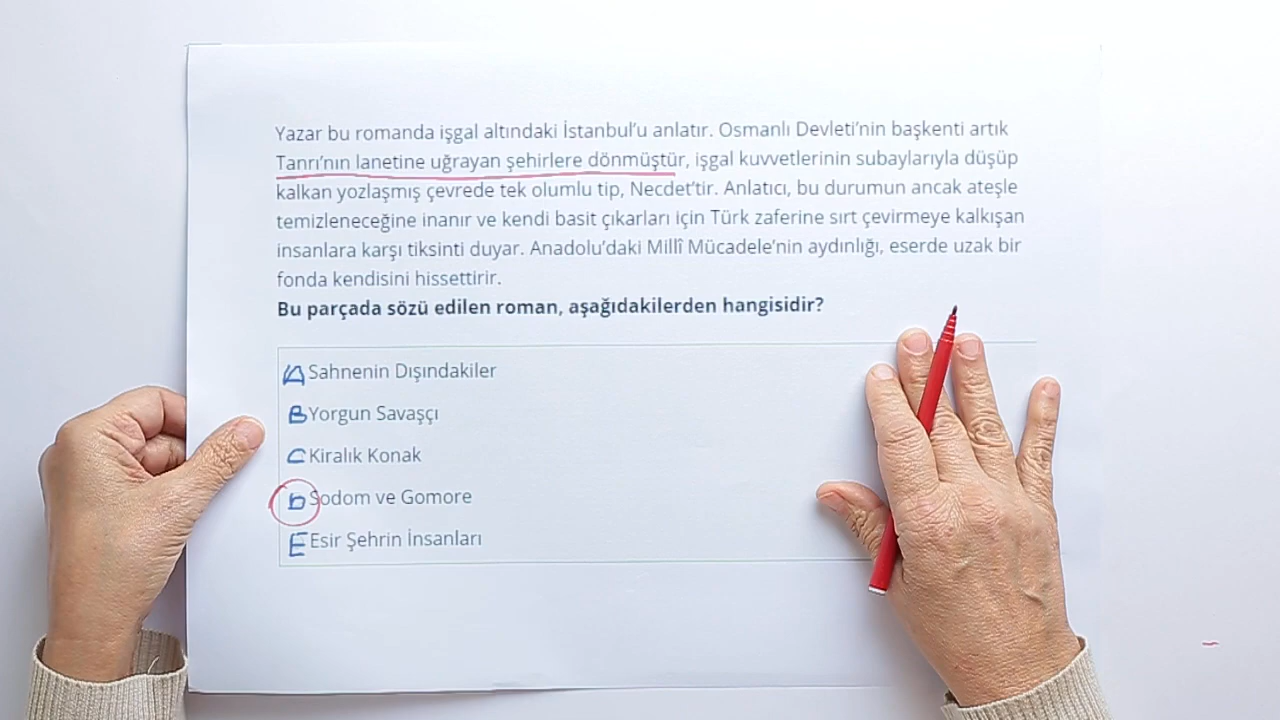 Yazar bu romanda işgal altındaki İstanbul’u anlatır. Osmanlı Devleti’nin başkenti artık
Tanrı’nın lanetine uğrayan şehirlere dönmüştür, işgal kuvvetlerinin subaylarıyla düşüp
kalkan yozlaşmış çevrede tek olumlu tip, Necdet’tir. Anlatıcı, bu durumun ancak ateşle
temizleneceğine inanır ve kendi basit çıkarları için Türk zaferine sırt çevirmeye kalkışan
insanlara karşı tiksinti duyar. Anadolu’daki Millî Mücadele’nin aydınlığı, eserde uzak bir
fonda kendisini hissettirir.
Bu parçada sözü edilen roman, aşağıdakilerden hangisidir?
A Sahnenin Dışındakiler
B Yorgun Savaşçı
C Kiralık Konak
D Sodom ve Gomore
E Esir Şehrin İnsanları